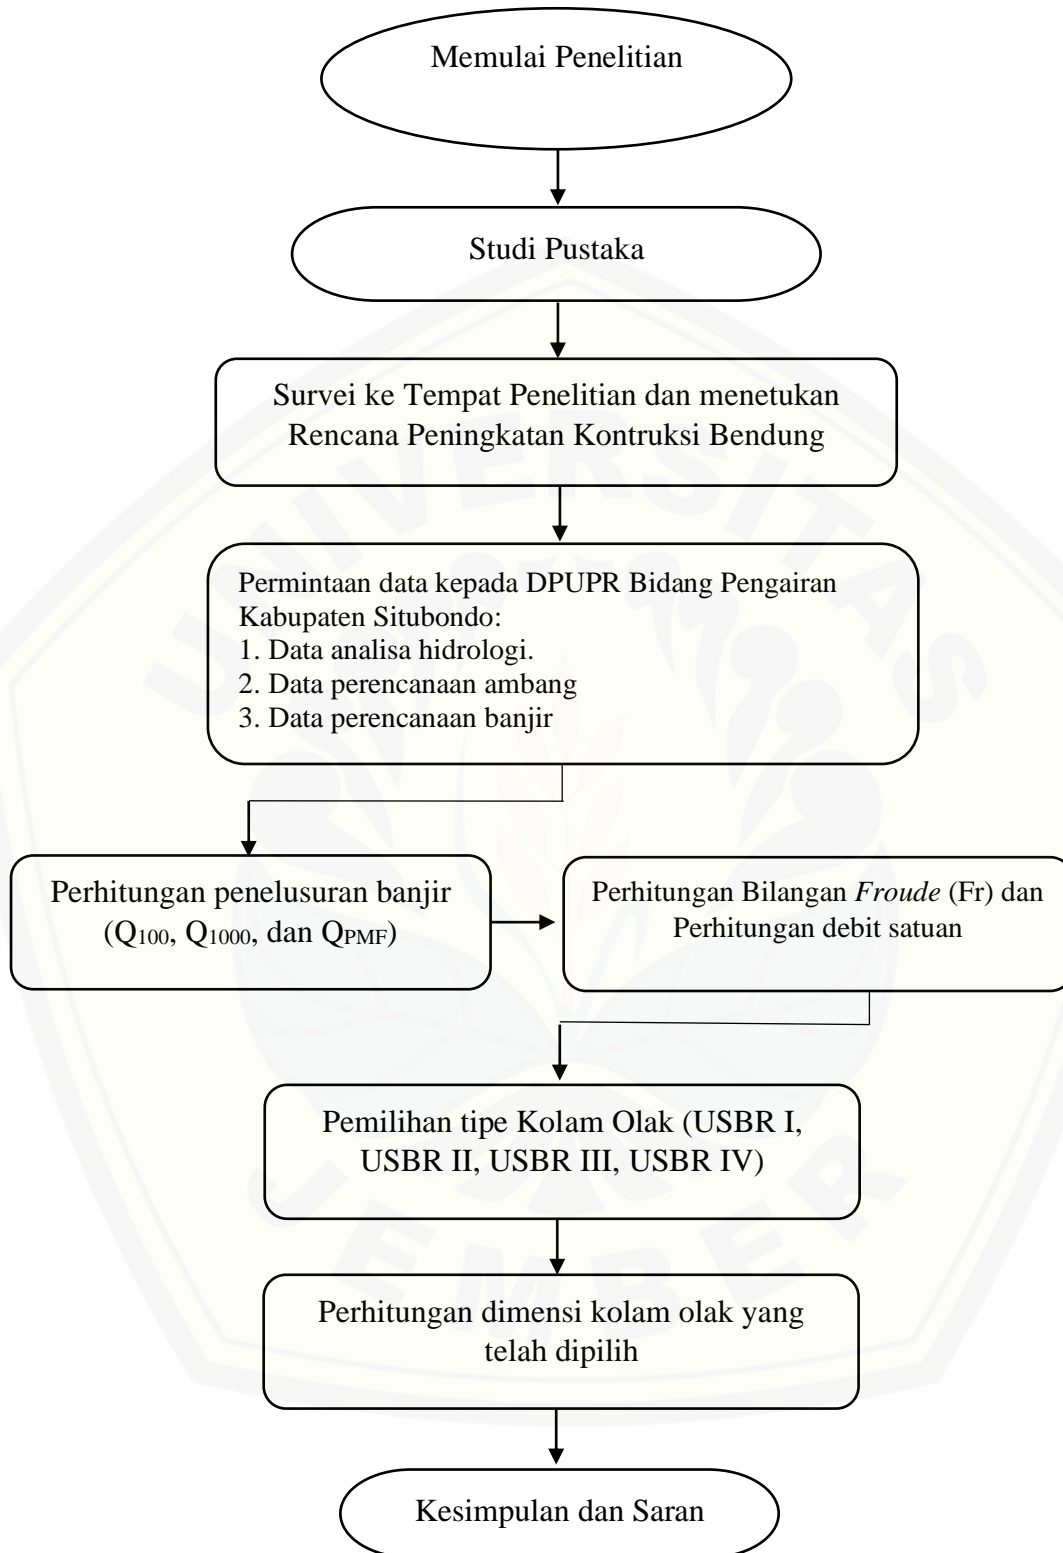 Memulai Penelitian
Studi Pustaka
Survei ke Tempat Penelitian dan menetukan
Rencana Peningkatan Kontruksi Bendung
Permintaan data kepada DPUPR Bidang Pengairan
Kabupaten Situbondo:
1. Data analisa hidrologi.
2. Data perencanaan ambang
3. Data perencanaan banjir
Perhitungan penelusuran banjir
(Q100, Q1000, dan QPMF)
Perhitungan Bilangan Froude (Fr) dan
Perhitungan debit satuan
Pemilihan tipe Kolam Olak (USBR I,
USBR II, USBR III, USBR IV)
Perhitungan dimensi kolam olak yang
telah dipilih
Kesimpulan dan Saran
UNIVERSITAS
JEMBER